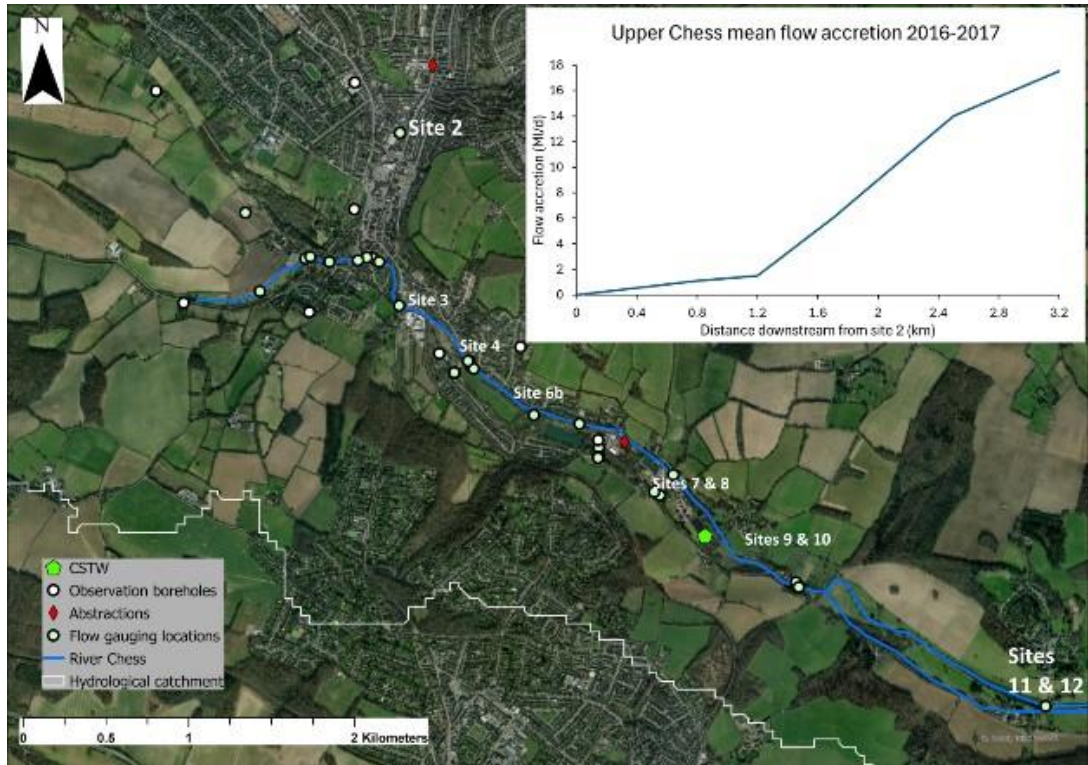 N
Upper Chess mean flow accretion 2016-2017
Flow accretion (Ml/d)
18
16
14
12
10
8
6
4
2
0
0 0.4 0.8 1.2 1.6 2 2.4 2.8 3.2
Distance downstream from site 2 (km)
Site 2
Site 3
Site 4
Site 6b
Sites 7 & 8
Sites 9 & 10
Sites
11 & 12
CSTW
Observation boreholes
Abstractions
Flow gauging locations
River Chess
Hydrological catchment
0 0.5 1 2 Kilometers